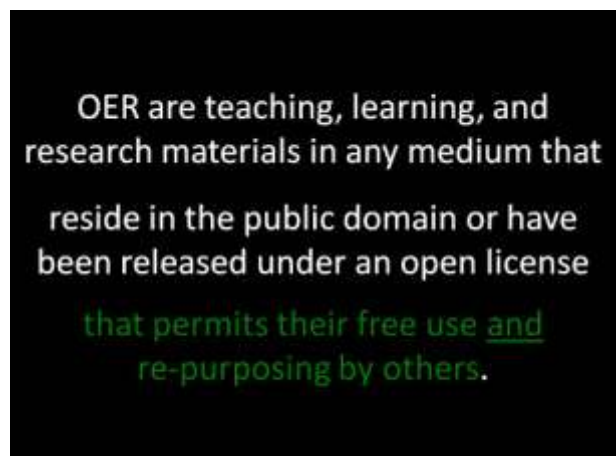 OER are teaching, learning, and
research materials in any medium that
reside in the public domain or have
been released under an open license
that permits their free use and
re-purposing by others.